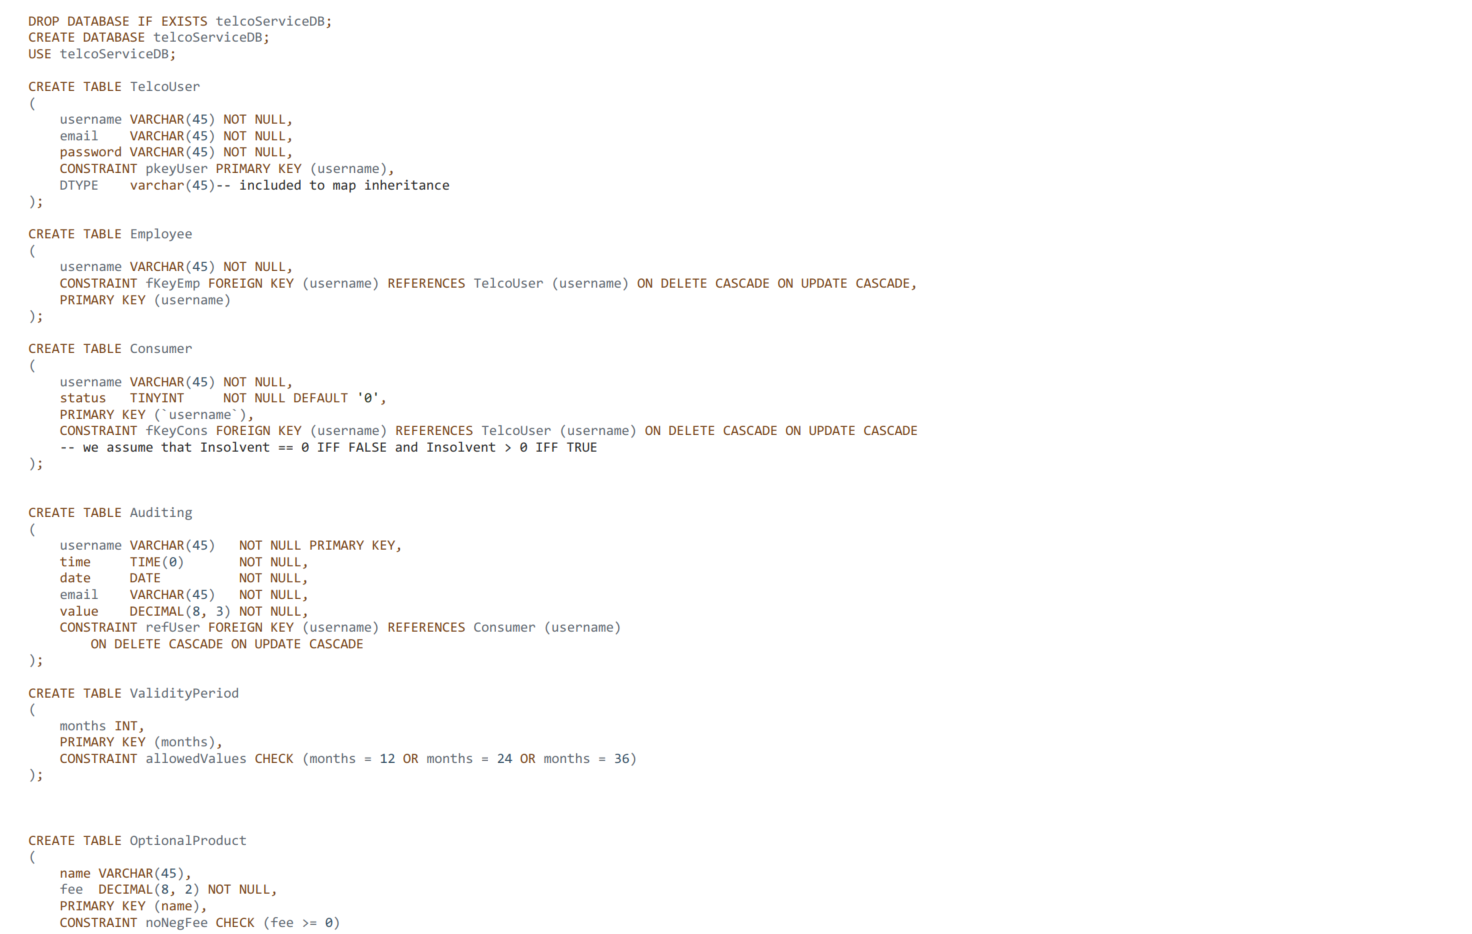 DROP DATABASE IF EXISTS telcoServiceDB;
CREATE DATABASE telcoServiceDB;
USE telcoServiceDB;

CREATE TABLE TelcoUser
(
    username VARCHAR(45) NOT NULL,
    email    VARCHAR(45) NOT NULL,
    password VARCHAR(45) NOT NULL,
    CONSTRAINT pkeyUser PRIMARY KEY (username),
    DTYPE    varchar(45)-- included to map inheritance
);

CREATE TABLE Employee
(
    username VARCHAR(45) NOT NULL,
    CONSTRAINT fKeyEmp FOREIGN KEY (username) REFERENCES TelcoUser (username) ON DELETE CASCADE ON UPDATE CASCADE,
    PRIMARY KEY (username)
);

CREATE TABLE Consumer
(
    username VARCHAR(45) NOT NULL,
    status   TINYINT     NOT NULL DEFAULT '0',
    PRIMARY KEY (`username`),
    CONSTRAINT fKeyCons FOREIGN KEY (username) REFERENCES TelcoUser (username) ON DELETE CASCADE ON UPDATE CASCADE
    -- we assume that Insolvent == 0 IFF FALSE and Insolvent > 0 IFF TRUE
);


CREATE TABLE Auditing
(
    username VARCHAR(45)   NOT NULL PRIMARY KEY,
    time     TIME(0)       NOT NULL,
    date     DATE          NOT NULL,
    email    VARCHAR(45)   NOT NULL,
    value    DECIMAL(8, 3) NOT NULL,
    CONSTRAINT refUser FOREIGN KEY (username) REFERENCES Consumer (username)
        ON DELETE CASCADE ON UPDATE CASCADE
);

CREATE TABLE ValidityPeriod
(
    months INT,
    PRIMARY KEY (months),
    CONSTRAINT allowedValues CHECK (months = 12 OR months = 24 OR months = 36)
);



CREATE TABLE OptionalProduct
(
    name VARCHAR(45),
    fee  DECIMAL(8, 2) NOT NULL,
    PRIMARY KEY (name),
    CONSTRAINT noNegFee CHECK (fee >= 0)